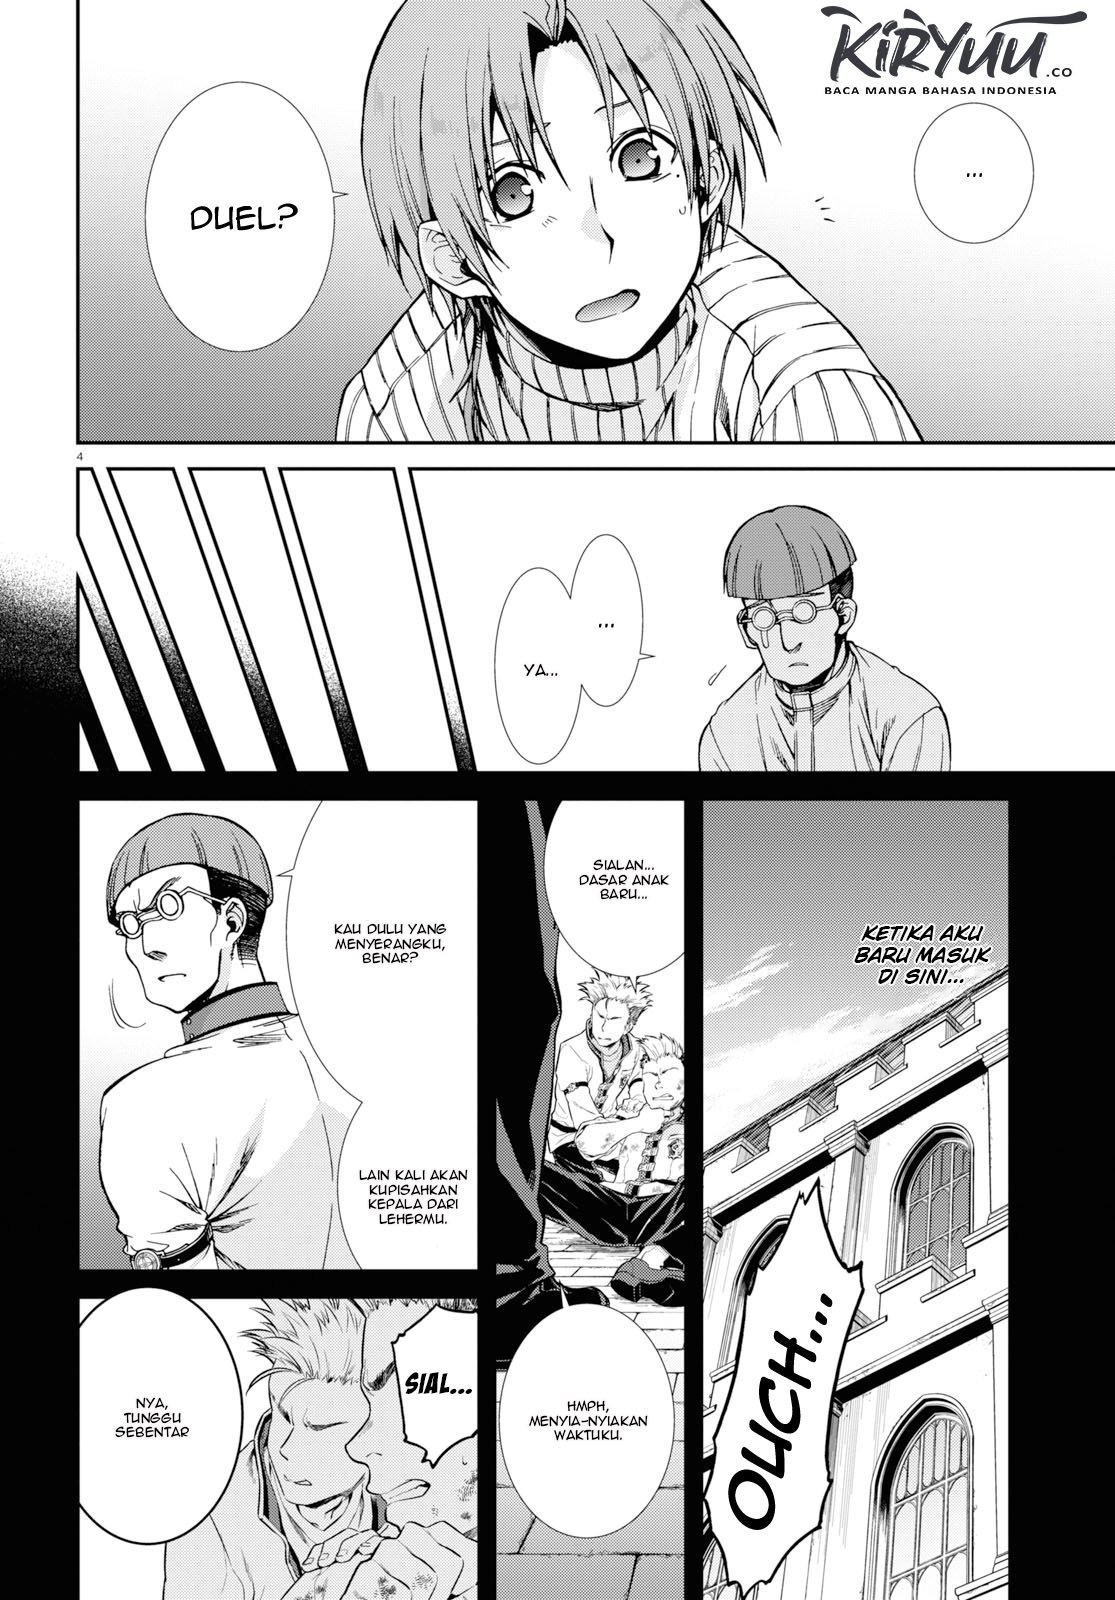 KIRYUU.CO
BACA MANGA BAHASA INDONESIA
...
DUEL?
4
...
YA...
KETIKA AKU
BARU MASUK
DI SINI...
OUCH...
SIALAN...
DASAR ANAK
BARU...
HMPH,
MENYIA-NYIAKAN
WAKTUKU.
KAU DULU YANG
MENYERANGKU,
BENAR?
LAIN KALI AKAN
KUPISAHKAN
KEPALA DARI
LEHERMU.
SIAL...
NYA,
TUNGGU
SEBENTAR